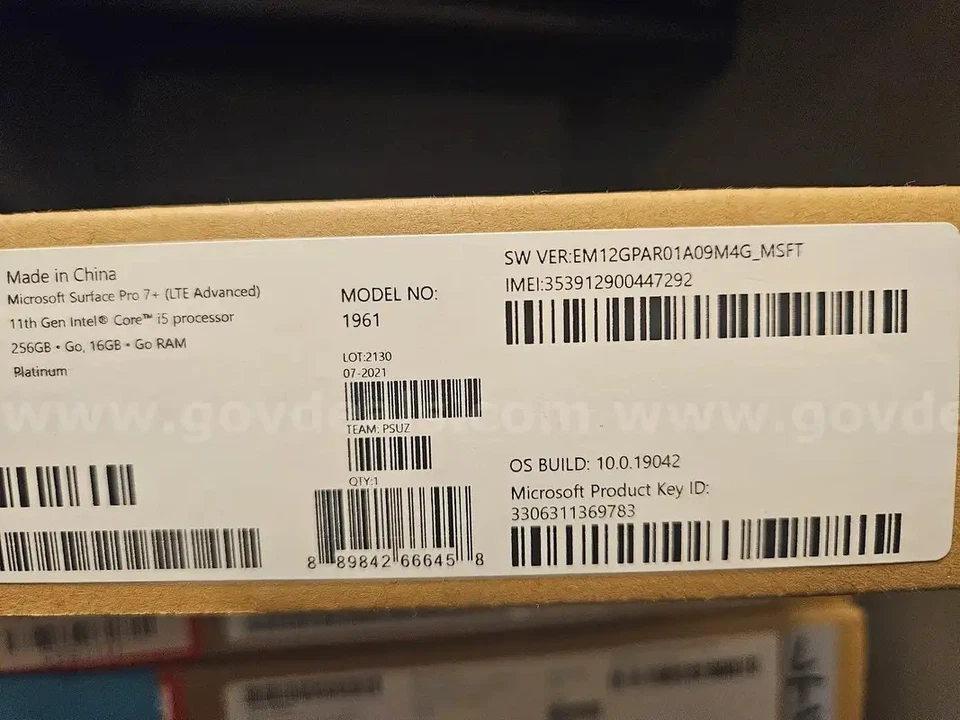 Made in China
Microsoft Surface Pro 7+ (LTE Advanced)
11th Gen Intel® Core™ i5 processor
256GB • Go, 16GB • Go RAM
Platinum
MODEL NO:
1961
LOT:2130
07-2021
TEAM: PSUZ
QTY:1
8 89842 66645 8
SW VER:EM12GPAR01A09M4G_MSFT
IMEI:353912900447292
OS BUILD: 10.0.19042
Microsoft Product Key ID:
3306311369783